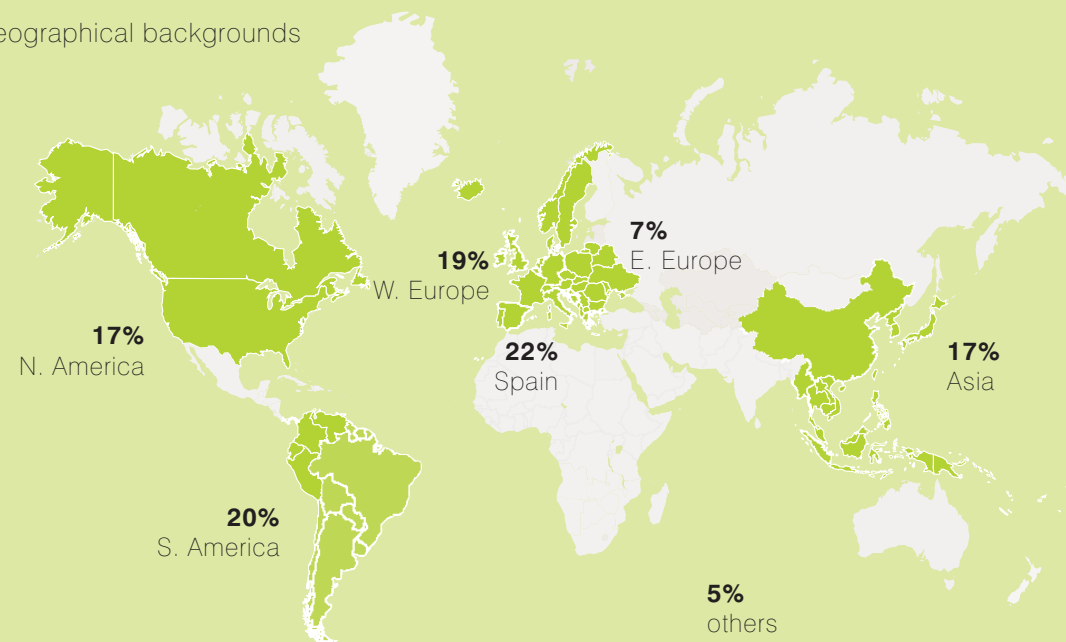 eographical backgrounds
7%
E. Europe
19%
W. Europe
17%
N. America
22%
Spain
17%
Asia
20%
S. America
5%
others